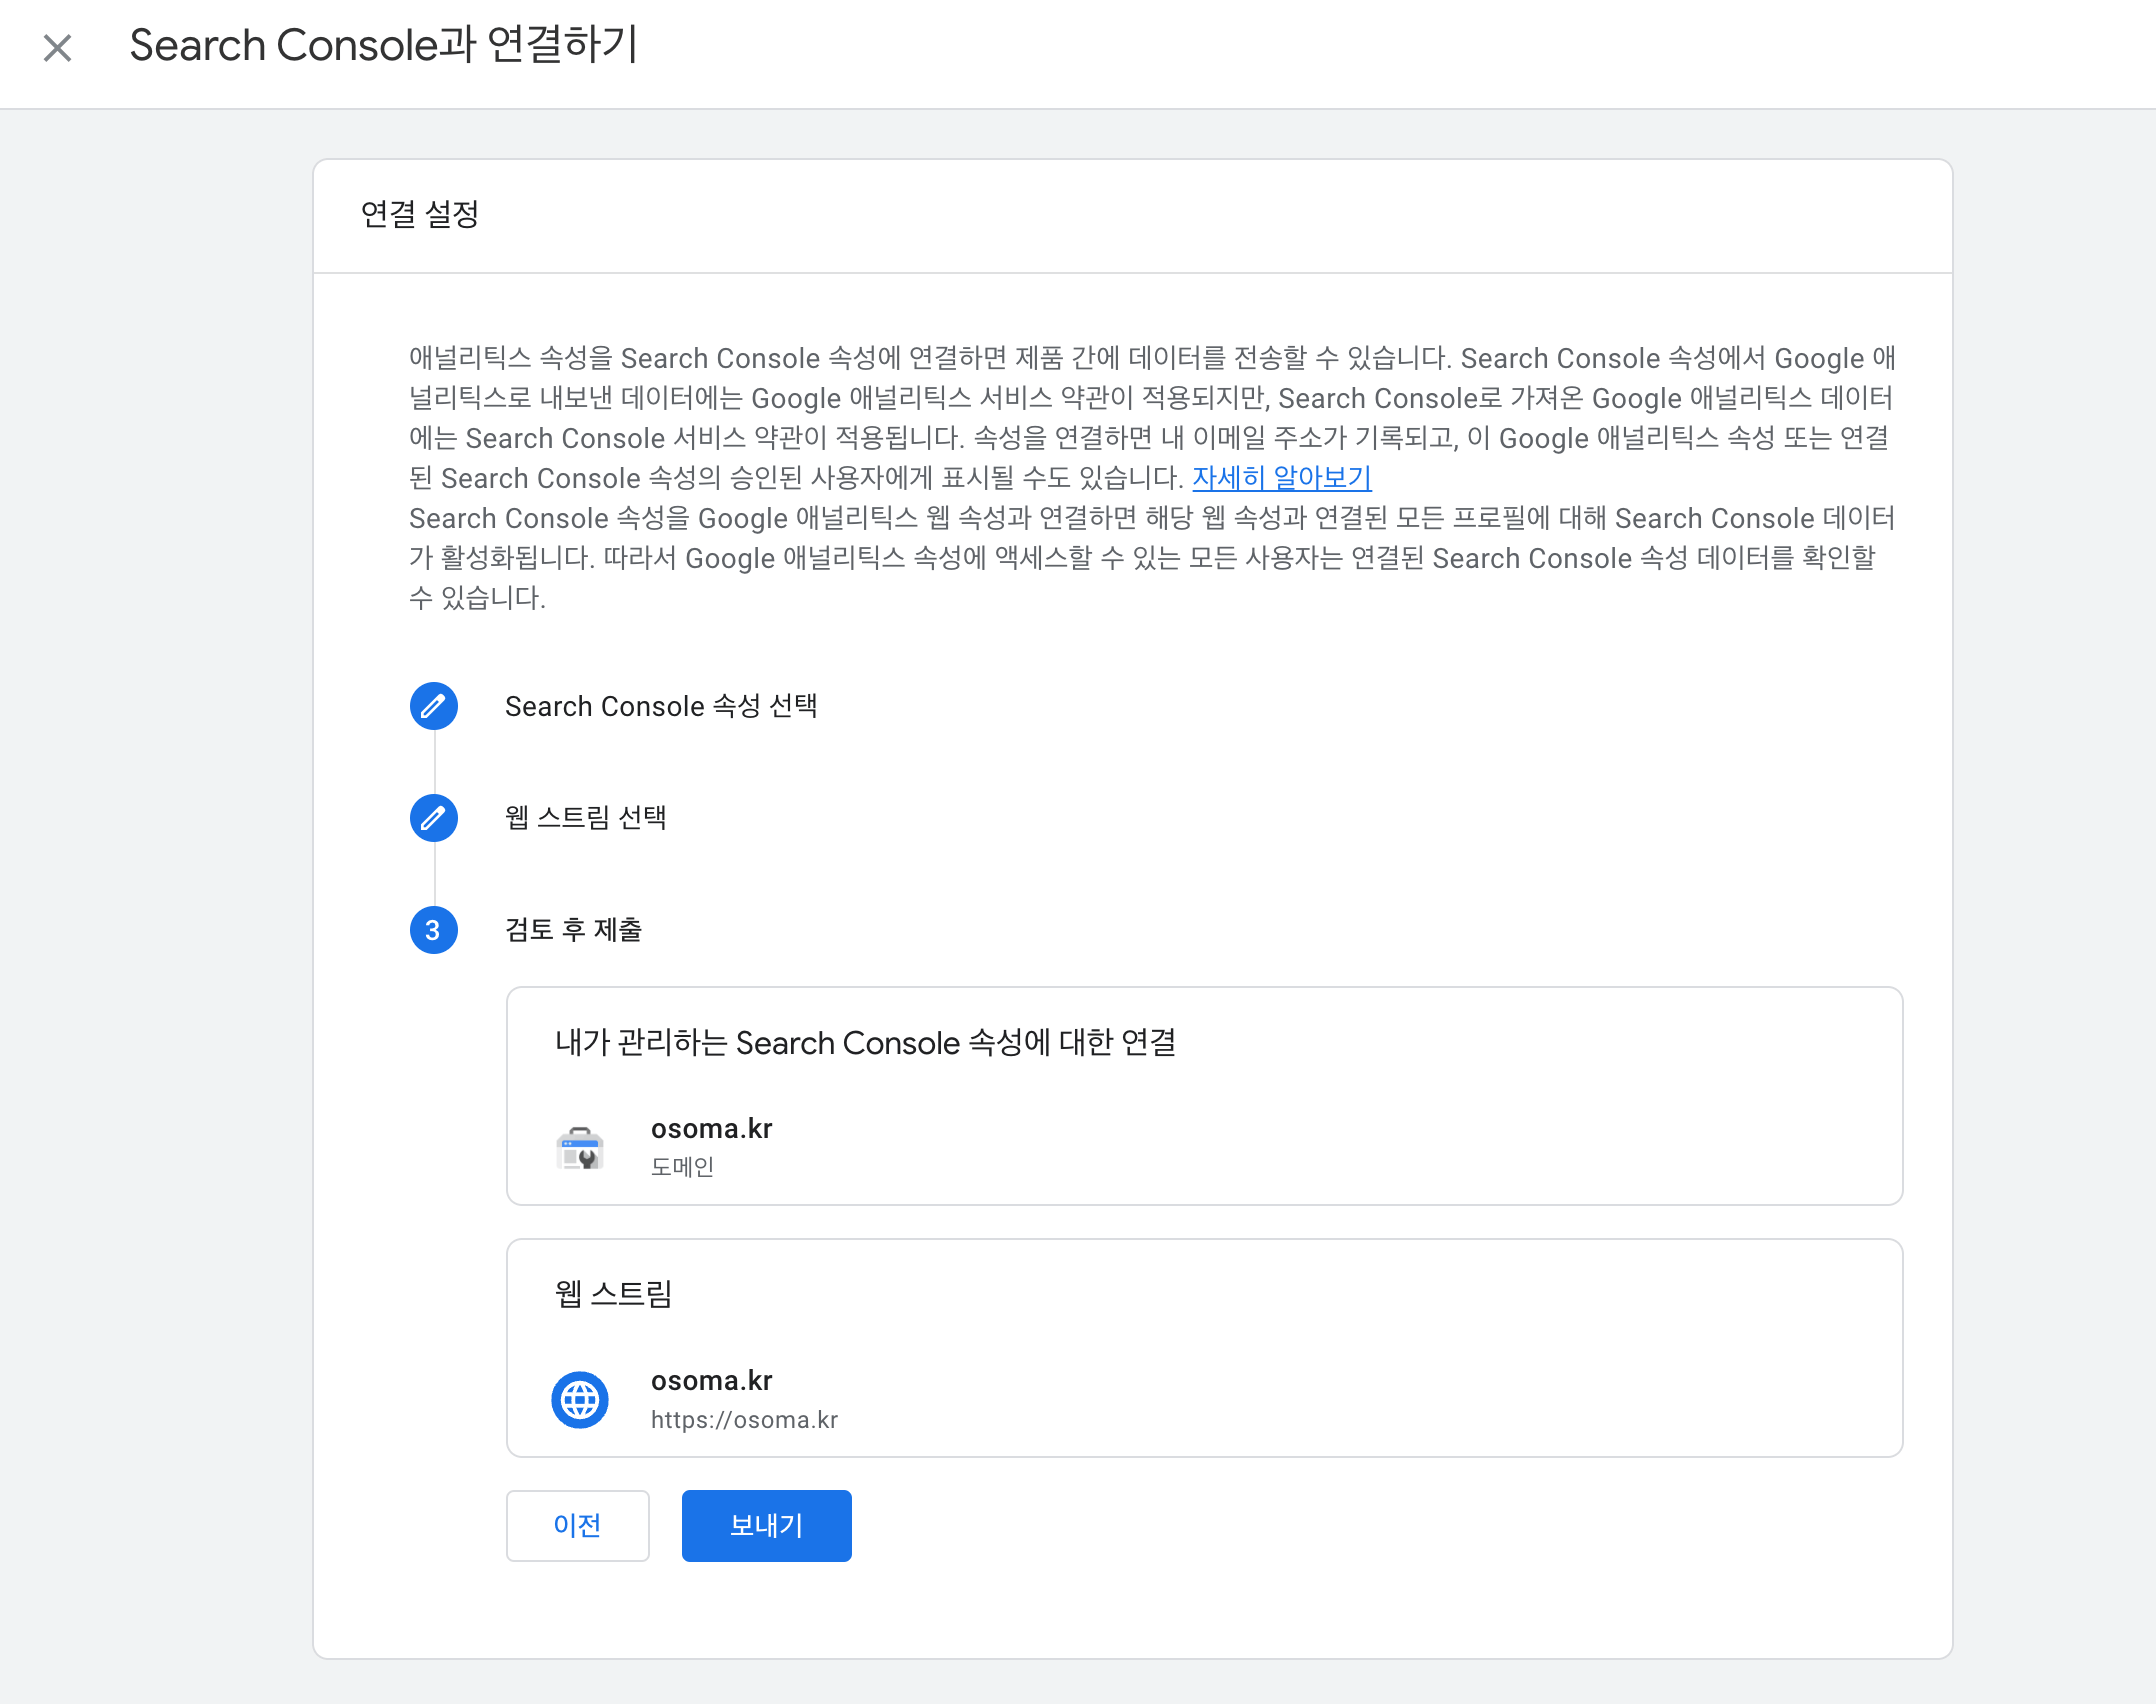 Search Console과 연결하기
연결 설정
애널리틱스 속성을 Search Console 속성에 연결하면 제품 간에 데이터를 전송할 수 있습니다. Search Console 속성에서 Google 애
널리틱스로 내보낸 데이터에는 Google 애널리틱스 서비스 약관이 적용되지만, Search Console로 가져온 Google 애널리틱스 데이터
에는 Search Console 서비스 약관이 적용됩니다. 속성을 연결하면 내 이메일 주소가 기록되고, 이 Google 애널리틱스 속성 또는 연결
된 Search Console 속성의 승인된 사용자에게 표시될 수도 있습니다. 자세히 알아보기
Search Console 속성을 Google 애널리틱스 웹 속성과 연결하면 해당 웹 속성과 연결된 모든 프로필에 대해 Search Console 데이터
가 활성화됩니다. 따라서 Google 애널리틱스 속성에 액세스할 수 있는 모든 사용자는 연결된 Search Console 속성 데이터를 확인할
수 있습니다.
Search Console 속성 선택
웹 스트림 선택
3 검토 후 제출
내가 관리하는 Search Console 속성에 대한 연결
osoma.kr
도메인
웹 스트림
osoma.kr
https://osoma.kr
이전 보내기